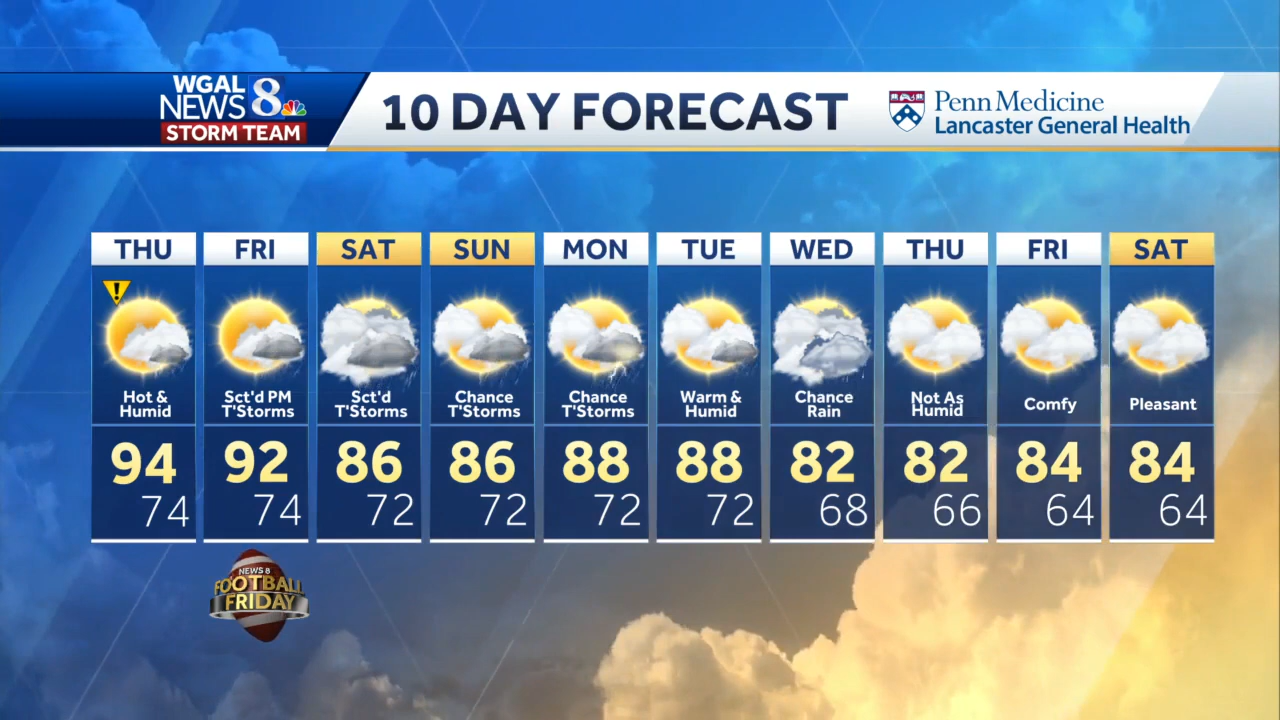 WGAL
NEWS 8
STORM TEAM
10 DAY FORECAST
Penn Medicine
Lancaster General Health
THU FRI SAT SUN MON TUE WED THU FRI SAT
!
Hot & Sct'd PM Sct'd Chance Chance Warm & Chance Not As Comfy Pleasant
Humid T'Storms T'Storms T'Storms T'Storms Humid Rain Humid
94 92 86 86 88 88 82 82 84 84
74 74 72 72 72 72 68 66 64 64
NEWS 8
FOOTBALL
FRIDAY